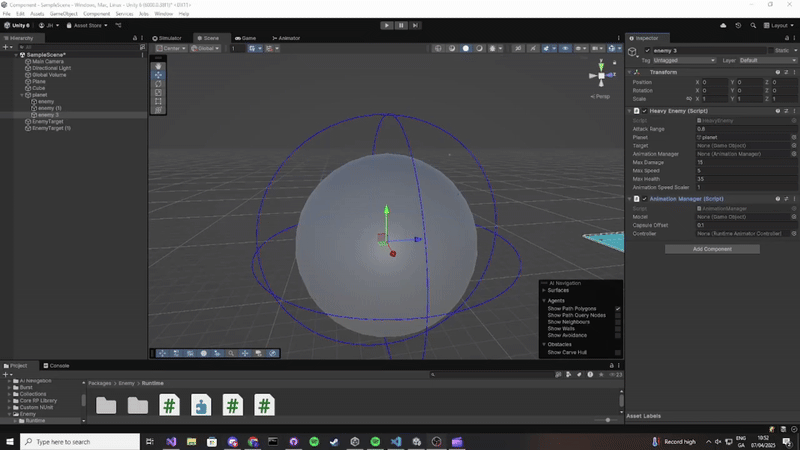 Component - SampleScene - Windows, Mac, Linux - Unity 6
File Edit Assets GameObject Component Services Jobs Window Help
Unity 6 JH Asset Store Layout
Hierarchy
SampleScene*
Main Camera
Directional Light
Global Volume
Plane
Cube
planet
enemy
enemy (1)
enemy 3
EnemyTarget
EnemyTarget (1)
Simulator Scene Game Animator
Center Global 1
y
Persp
AI Navigation
Surfaces
Agents
Show Path Polygons
Show Path Query Nodes
Show Neighbours
Show Walls
Show Avoidance
Obstacles
Show Carve Hull
Inspector
enemy 3 Static
Tag Untagged Layer Default
Transform
Position X 0 Y 0 Z 0
Rotation X 0 Y 0 Z 0
Scale X 1 Y 1 Z 1
Heavy Enemy (Script)
Script HeavyEnemy
Attack Range 0.8
Planet planet
Target None (Game Object)
Animation Manager None (Animation Manager)
Max Damage 15
Max Speed 5
Max Health 35
Animation Speed Scaler 1
Animation Manager (Script)
Script AnimationManager
Model None (Game Object)
Capsule Offset 0.1
Controller None (Runtime Animator Controller)
Add Component
Project Console
AI Navigation
Burst
Collections
Core RP Library
Custom NUnit
Enemy
Runtime
Packages > Enemy > Runtime
Asset Labels
Type here to search
Record high
ENG
GA
10:52
07/04/2025